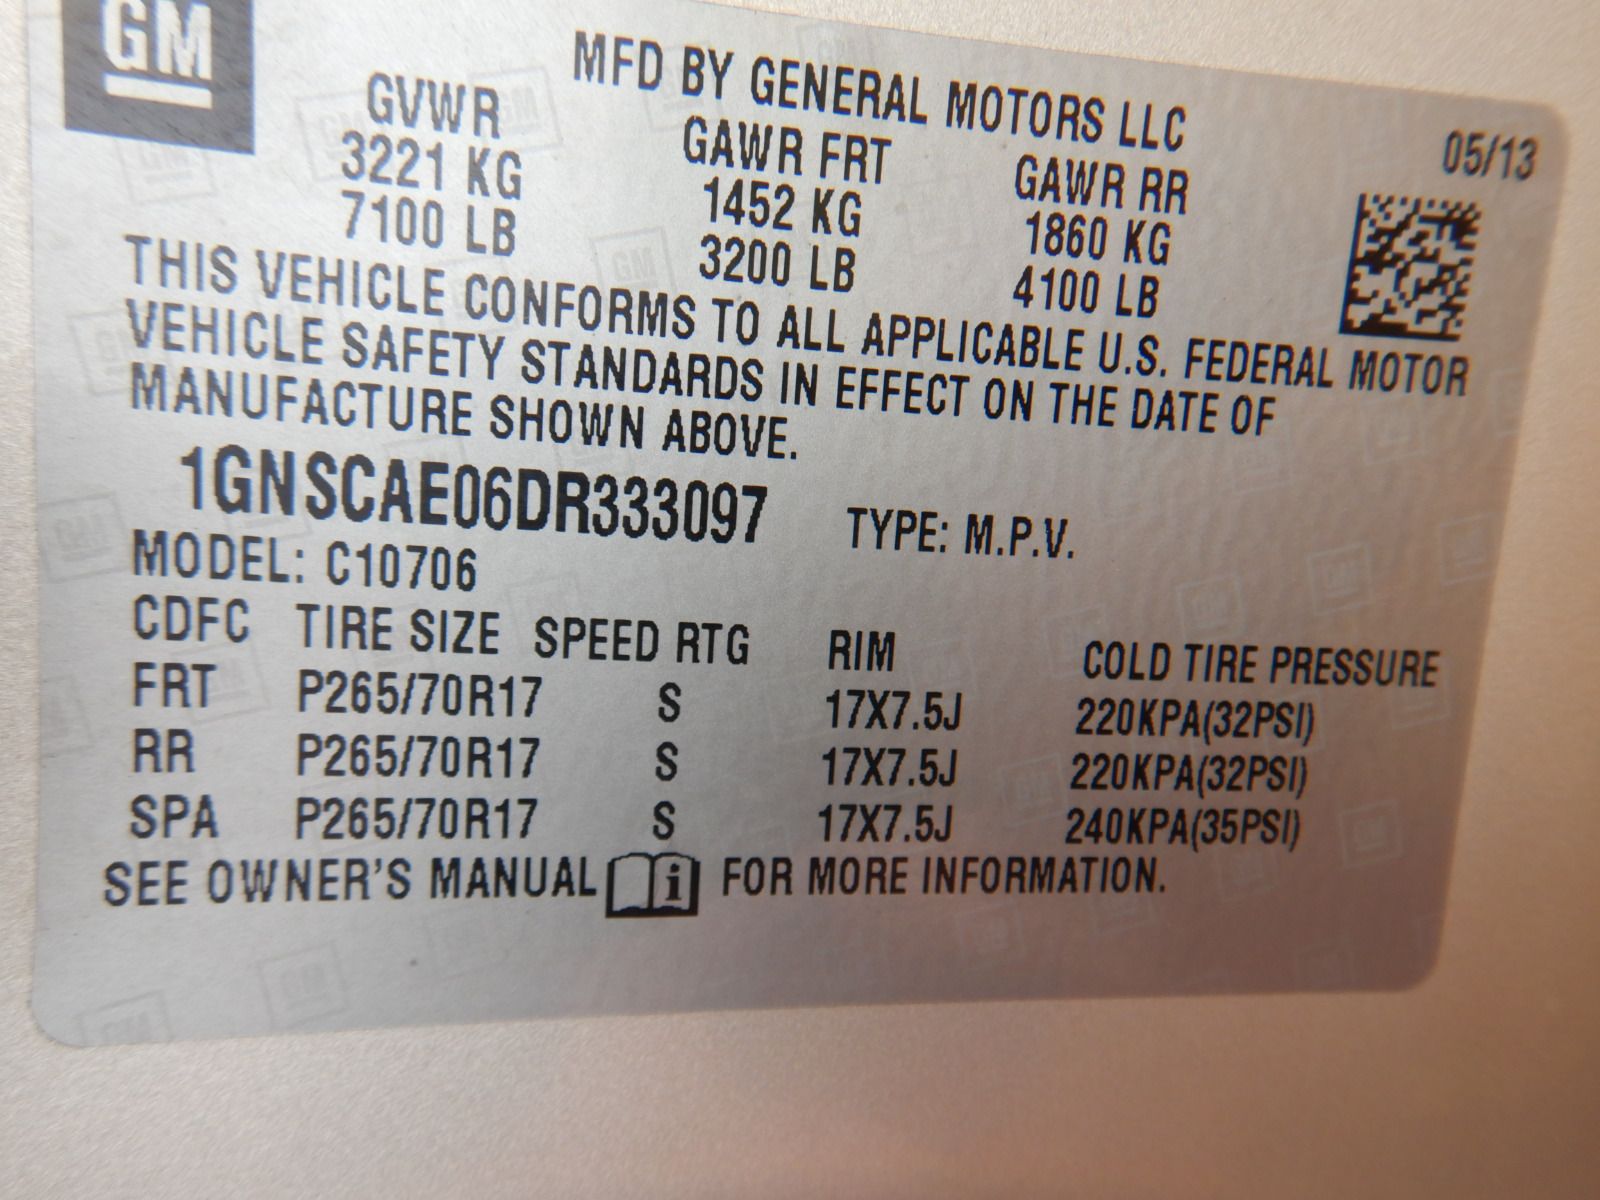 GM
MFD BY GENERAL MOTORS LLC
05/13
GVWR GAWR FRT GAWR RR
3221 KG 1452 KG 1860 KG
7100 LB 3200 LB 4100 LB
THIS VEHICLE CONFORMS TO ALL APPLICABLE U.S. FEDERAL MOTOR
VEHICLE SAFETY STANDARDS IN EFFECT ON THE DATE OF
MANUFACTURE SHOWN ABOVE.
1GNSCAE06DR333097 TYPE: M.P.V.
MODEL: C10706
CDFC TIRE SIZE SPEED RTG RIM COLD TIRE PRESSURE
FRT P265/70R17 S 17X7.5J 220KPA(32PSI)
RR P265/70R17 S 17X7.5J 220KPA(32PSI)
SPA P265/70R17 S 17X7.5J 240KPA(35PSI)
SEE OWNER'S MANUAL i FOR MORE INFORMATION.